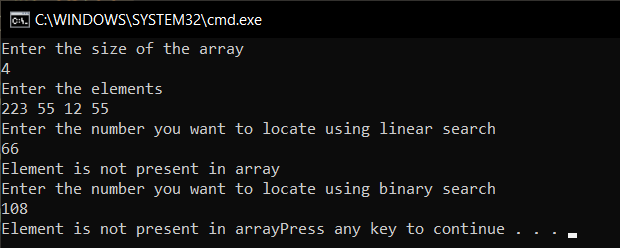 C:\WINDOWS\SYSTEM32\cmd.exe
Enter the size of the array
4
Enter the elements
223 55 12 55
Enter the number you want to locate using linear search
66
Element is not present in array
Enter the number you want to locate using binary search
108
Element is not present in arrayPress any key to continue . . .